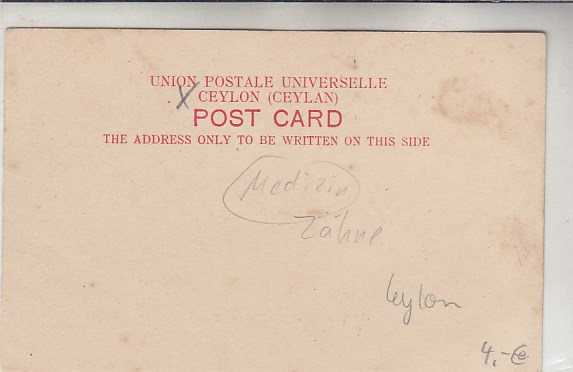 UNION POSTALE UNIVERSELLE
X CEYLON (CEYLAN)
POST CARD
THE ADDRESS ONLY TO BE WRITTEN ON THIS SIDE
Medizin
Zähne
Ceylon
4,-€